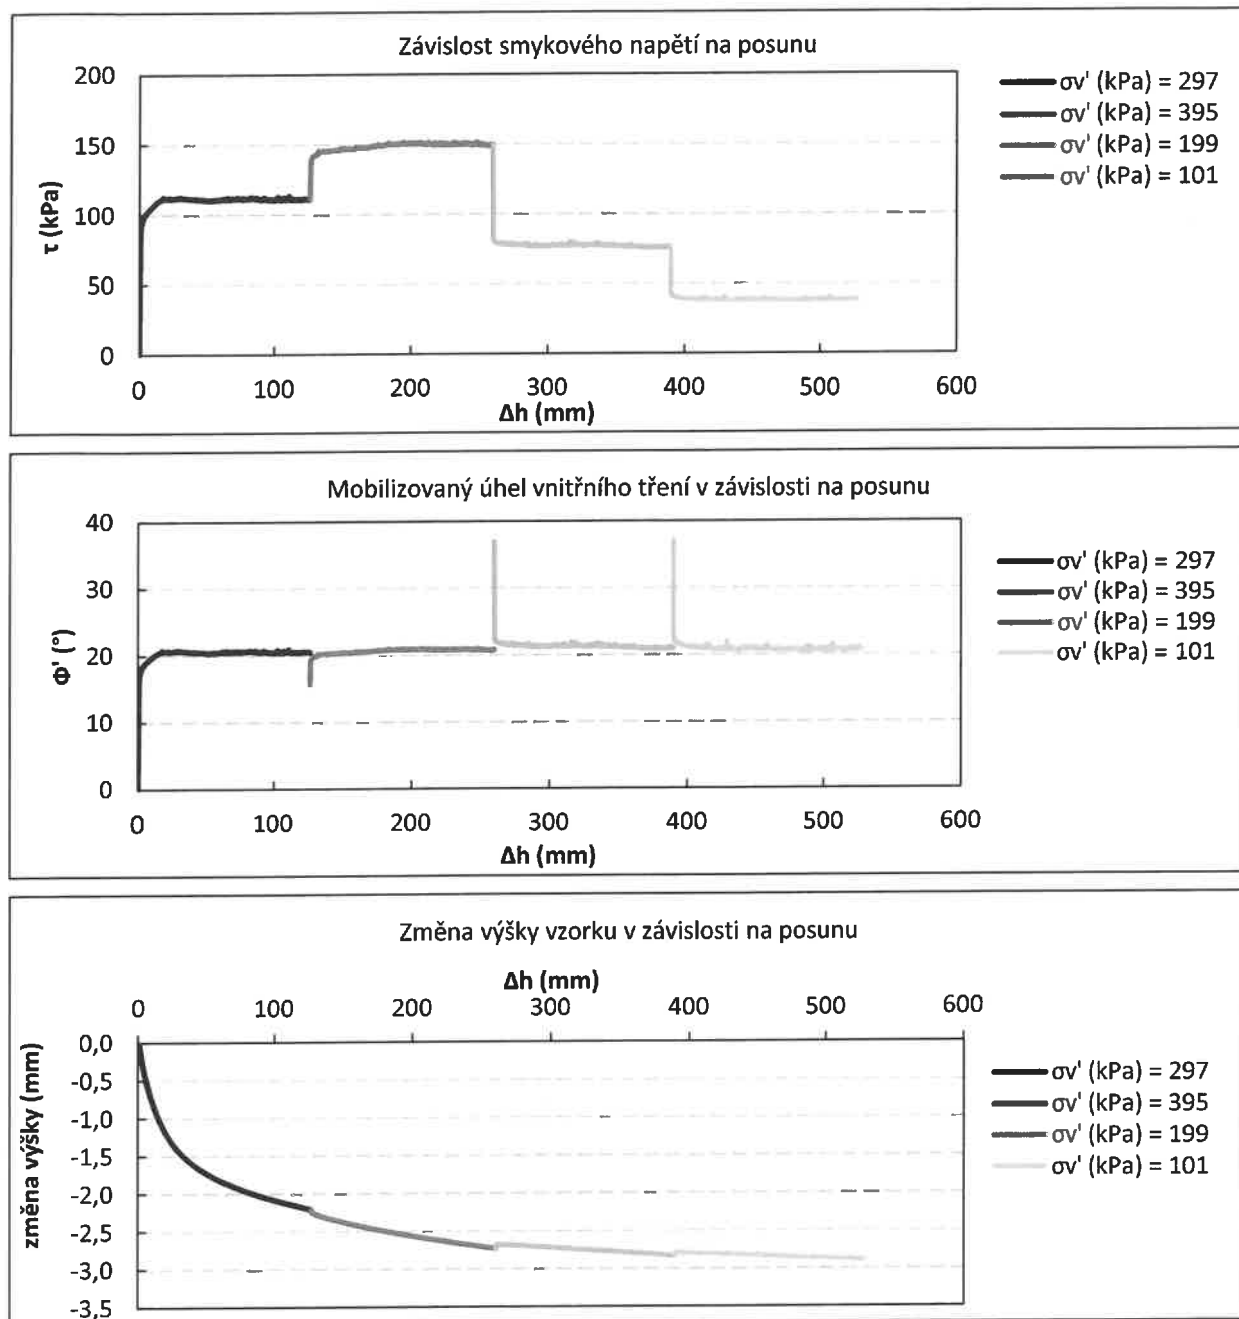 Závislost smykového napětí na posunu
200
150
100
50
0
τ (kPa)
0 100 200 300 400 500 600
Δh (mm)
σv' (kPa) = 297
σv' (kPa) = 395
σv' (kPa) = 199
σv' (kPa) = 101
Mobilizovaný úhel vnitřního tření v závislosti na posunu
40
30
20
10
0
Φ' (°)
0 100 200 300 400 500 600
Δh (mm)
σv' (kPa) = 297
σv' (kPa) = 395
σv' (kPa) = 199
σv' (kPa) = 101
Změna výšky vzorku v závislosti na posunu
Δh (mm)
0 100 200 300 400 500 600
0,0
-0,5
-1,0
-1,5
-2,0
-2,5
-3,0
-3,5
změna výšky (mm)
σv' (kPa) = 297
σv' (kPa) = 395
σv' (kPa) = 199
σv' (kPa) = 101